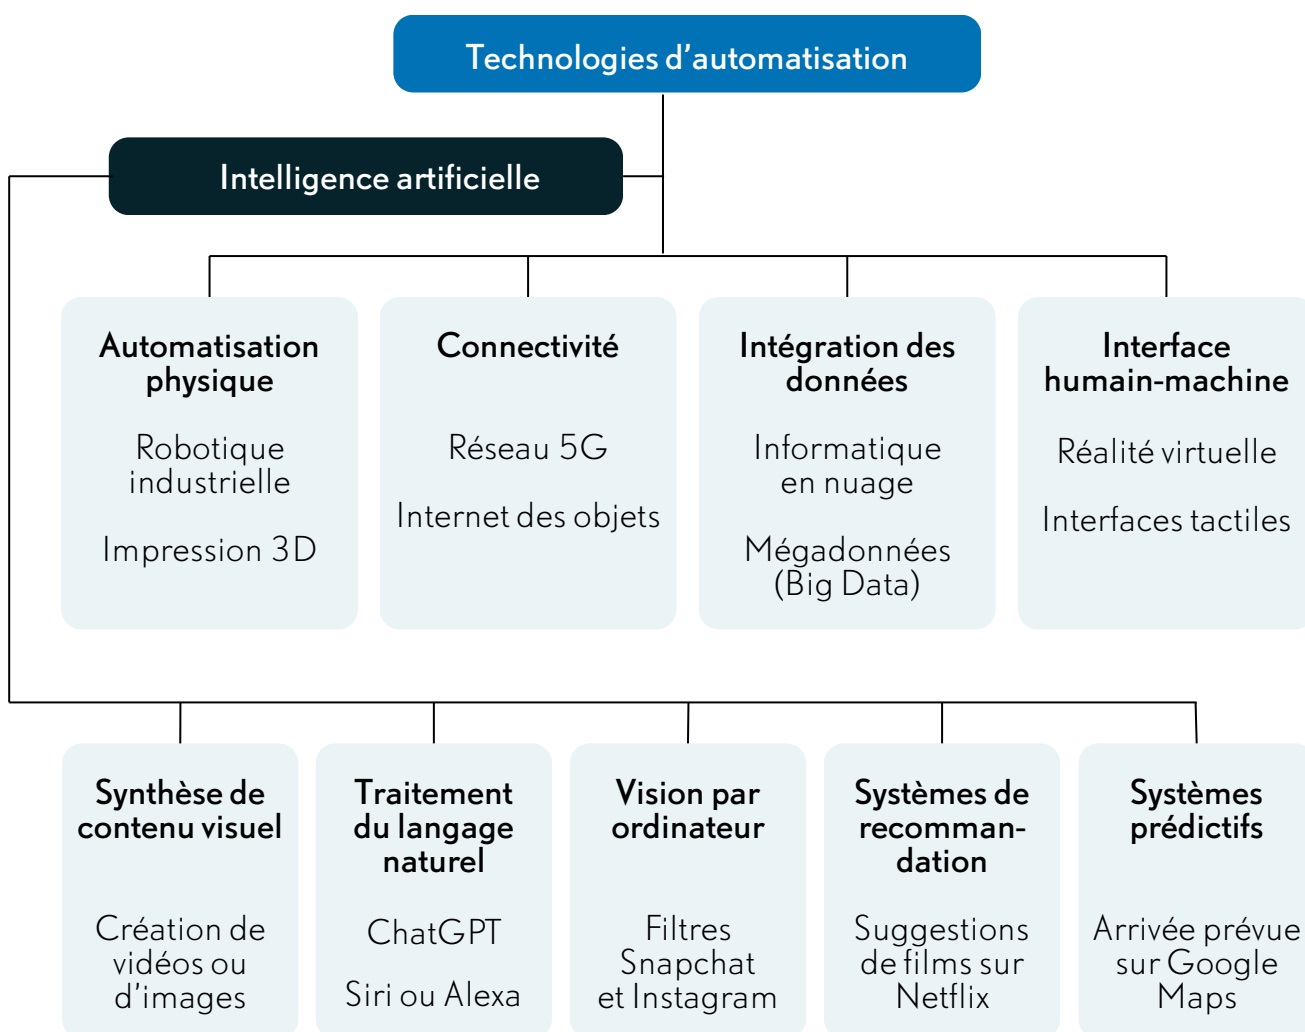 Technologies d'automatisation
Intelligence artificielle
Automatisation
physique
Robotique
industrielle
Impression 3D
Connectivité
Réseau 5G
Internet des objets
Intégration des
données
Informatique
en nuage
Mégadonnées
(Big Data)
Interface
humain-machine
Réalité virtuelle
Interfaces tactiles
Synthèse de
contenu visuel
Création de
vidéos ou
d'images
Traitement
du langage
naturel
ChatGPT
Siri ou Alexa
Vision par
ordinateur
Filtres
Snapchat
et Instagram
Systèmes de
recomman-
dation
Suggestions
de films sur
Netflix
Systèmes
prédictifs
Arrivée prévue
sur Google
Maps